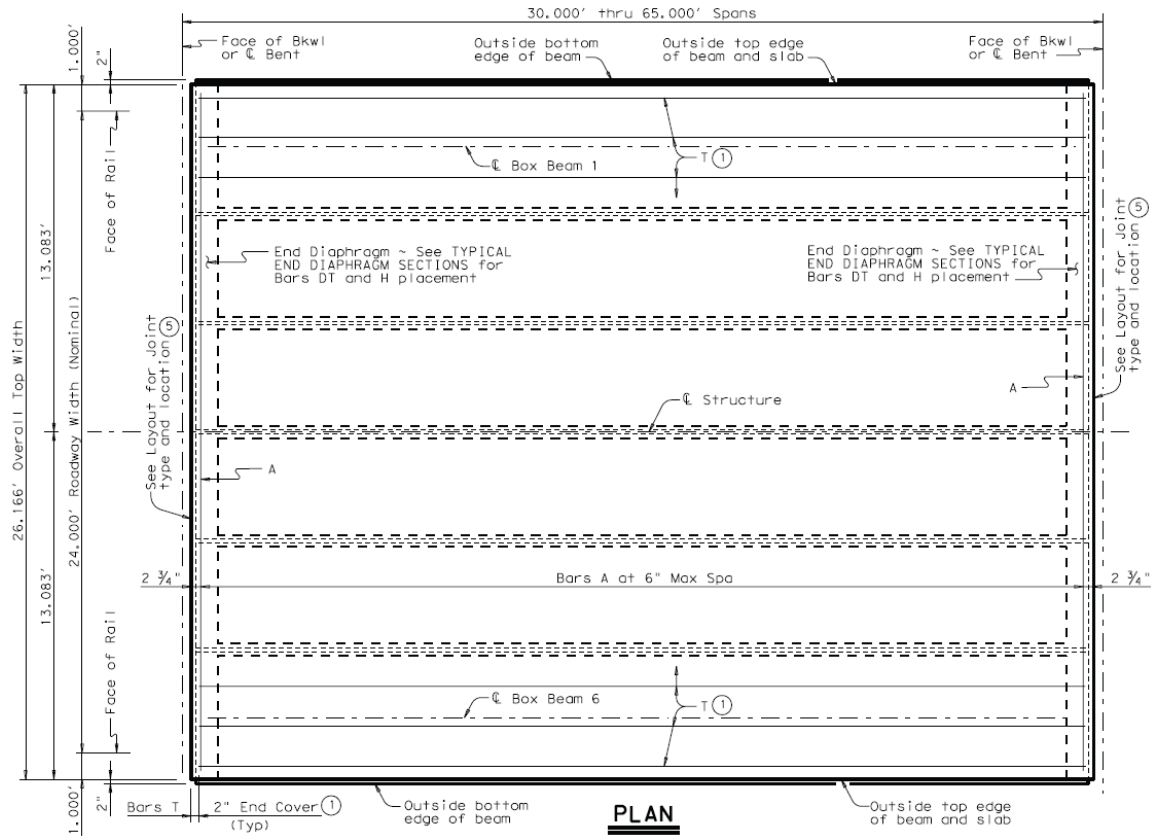 30.000' thru 65.000' Spans
1.000'
2"
Face of Bkwl
or ℄ Bent
Outside bottom
edge of beam
Outside top edge
of beam and slab
Face of Bkwl
or ℄ Bent
Face of Rail
℄ Box Beam 1
T ①
13.083'
End Diaphragm ~ See TYPICAL
END DIAPHRAGM SECTIONS for
Bars DT and H placement
End Diaphragm ~ See TYPICAL
END DIAPHRAGM SECTIONS for
Bars DT and H placement
See Layout for Joint ⑤
type and location
26.166' Overall Top Width
24.000' Roadway Width (Nominal)
See Layout for Joint
type and location ⑤
A
℄ Structure
A
2 ¾"
Bars A at 6" Max Spa
2 ¾"
13.083'
Face of Rail
℄ Box Beam 6
T ①
1.000'
2"
Bars T
2" End Cover ①
(Typ)
Outside bottom
edge of beam
PLAN
Outside top edge
of beam and slab